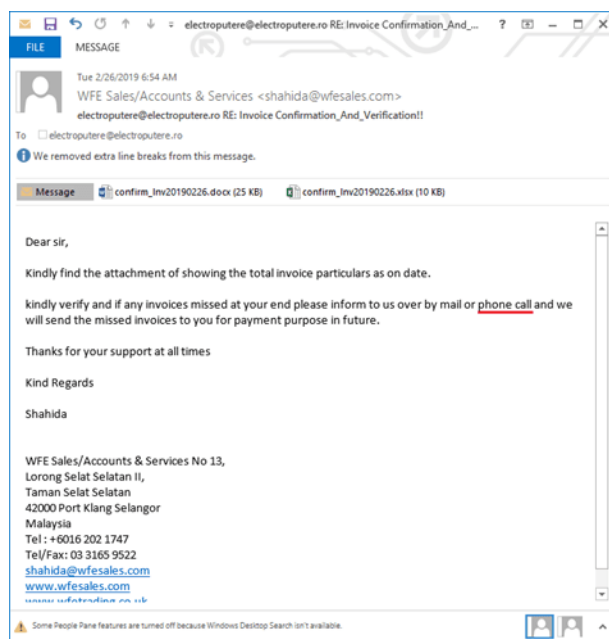 electroputere@electroputere.ro RE: Invoice Confirmation_And_...
FILE MESSAGE
Tue 2/26/2019 6:54 AM
WFE Sales/Accounts & Services <shahida@wfesales.com>
electroputere@electroputere.ro RE: Invoice Confirmation_And_Verification!!
To electroputere@electroputere.ro
We removed extra line breaks from this message.
Message confirm_Inv20190226.docx (25 KB) confirm_Inv20190226.xlsx (10 KB)
Dear sir,
Kindly find the attachment of showing the total invoice particulars as on date.
kindly verify and if any invoices missed at your end please inform to us over by mail or phone call and we
will send the missed invoices to you for payment purpose in future.
Thanks for your support at all times
Kind Regards
Shahida
WFE Sales/Accounts & Services No 13,
Lorong Selat Selatan II,
Taman Selat Selatan
42000 Port Klang Selangor
Malaysia
Tel : +6016 202 1747
Tel/Fax: 03 3165 9522
shahida@wfesales.com
www.wfesales.com
www.wfetrading.co.uk
Some People Pane features are turned off because Windows Desktop Search isn't available.